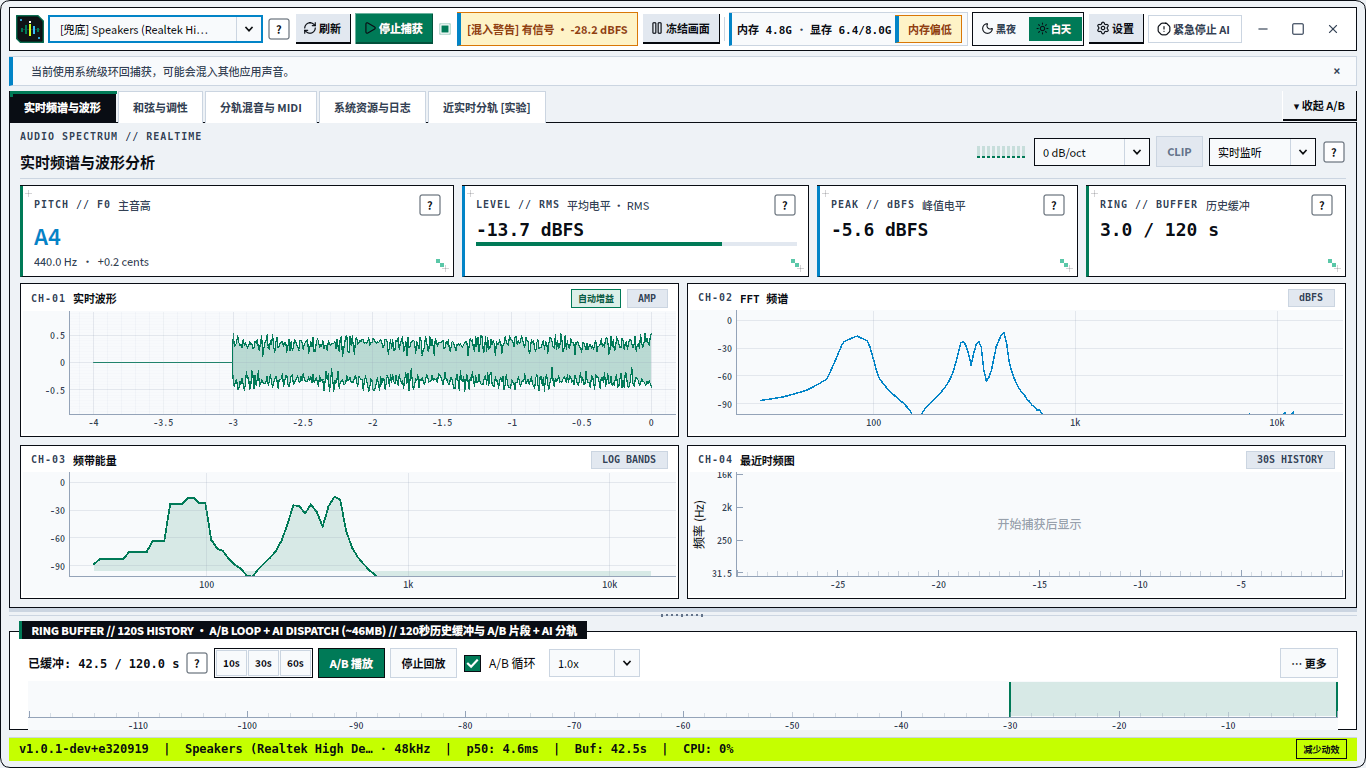 [兜底] Speakers (Realtek Hi…
?
刷新
停止捕获
[混入警告] 有信号 · -28.2 dBFS
冻结画面
内存 4.8G · 显存 6.4/8.0G
内存偏低
黑夜
白天
设置
紧急停止 AI
当前使用系统级环回捕获，可能会混入其他应用声音。
×
实时频谱与波形
和弦与调性
分轨混音与 MIDI
系统资源与日志
近实时分轨 [实验]
▾ 收起 A/B
AUDIO SPECTRUM // REALTIME
实时频谱与波形分析
0 dB/oct
CLIP
实时监听
?
PITCH // F0 主音高
?
A4
440.0 Hz · +0.2 cents
LEVEL // RMS 平均电平 · RMS
?
-13.7 dBFS
PEAK // dBFS 峰值电平
?
-5.6 dBFS
RING // BUFFER 历史缓冲
?
3.0 / 120 s
CH-01 实时波形
自动增益
AMP
0.5
0
-0.5
-4 -3.5 -3 -2.5 -2 -1.5 -1 -0.5 0
CH-02 FFT 频谱
dBFS
0
-30
-60
-90
100 1k 10k
CH-03 频带能量
LOG BANDS
0
-30
-60
-90
100 1k 10k
CH-04 最近时频图
30S HISTORY
频率 (Hz)
16k
2k
250
31.5
开始捕获后显示
-25 -20 -15 -10 -5
RING BUFFER // 120S HISTORY · A/B LOOP + AI DISPATCH (~46MB) // 120秒历史缓冲与 A/B 片段 + AI 分轨
已缓冲: 42.5 / 120.0 s
?
10s
30s
60s
A/B 播放
停止回放
A/B 循环
1.0x
··· 更多
-110 -100 -90 -80 -70 -60 -50 -40 -30 -20 -10
v1.0.1-dev+e320919 | Speakers (Realtek High De… · 48kHz | p50: 4.6ms | Buf: 42.5s | CPU: 0%
减少动效